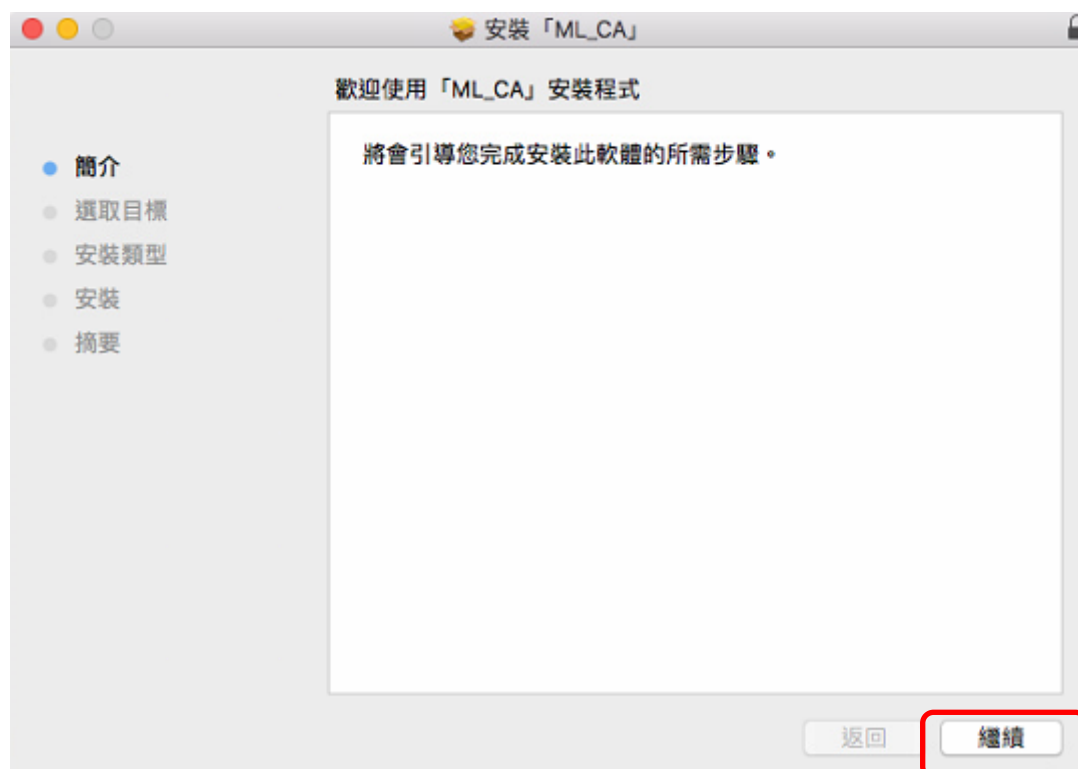 安裝「ML_CA」
歡迎使用「ML_CA」安裝程式
將會引導您完成安裝此軟體的所需步驟。
簡介
選取目標
安裝類型
安裝
摘要
返回
繼續